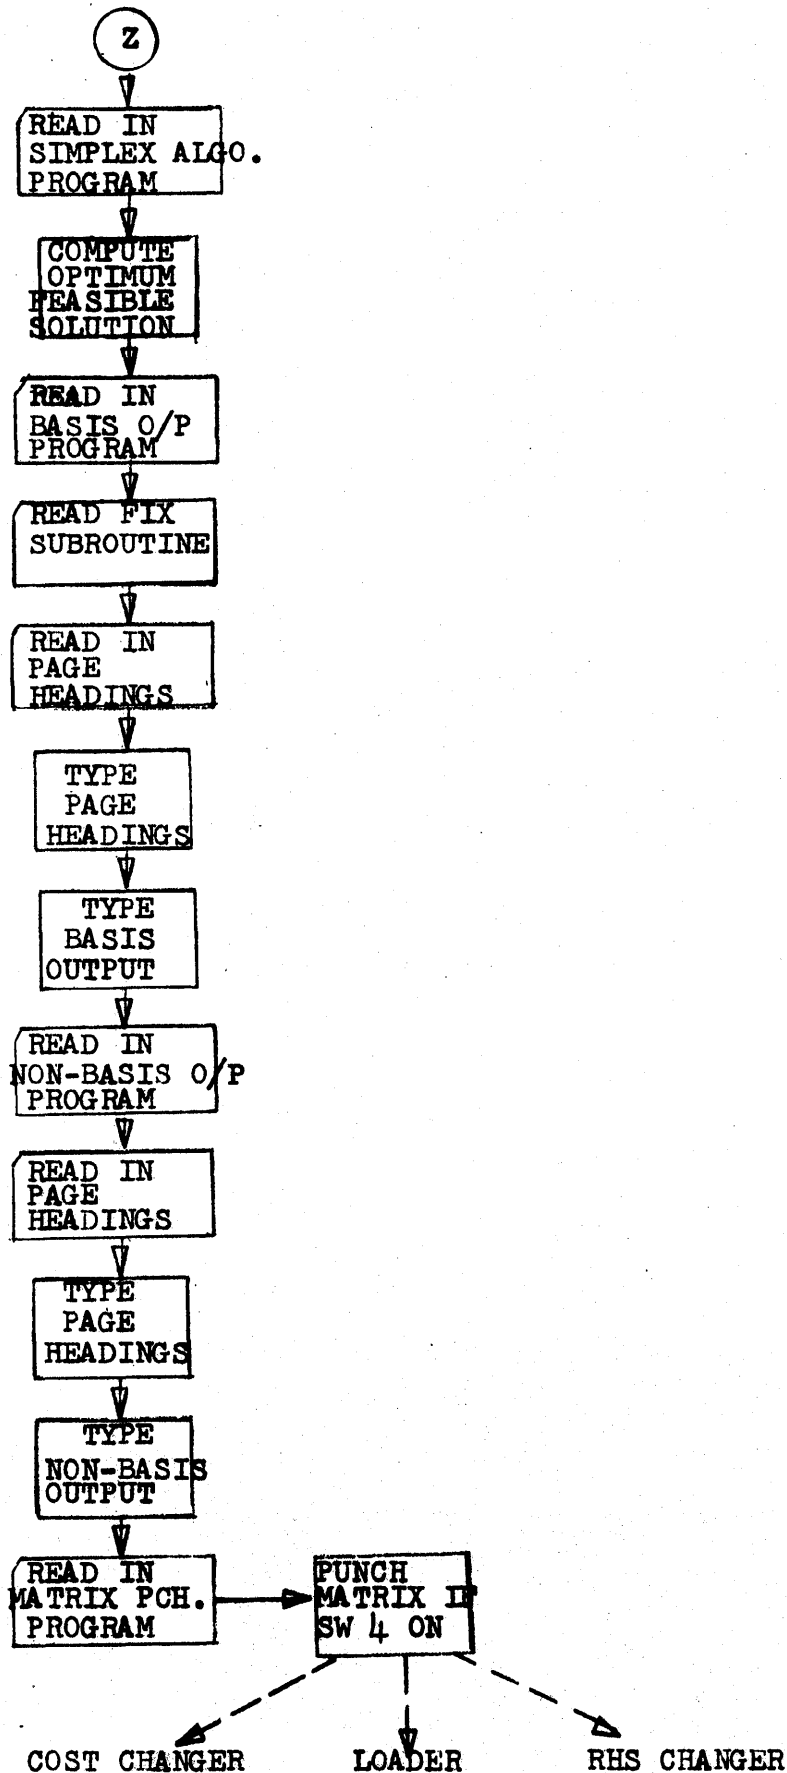 Z
READ IN
SIMPLEX ALGO.
PROGRAM
COMPUTE
OPTIMUM
FEASIBLE
SOLUTION
READ IN
BASIS O/P
PROGRAM
READ FIX
SUBROUTINE
READ IN
PAGE
HEADINGS
TYPE
PAGE
HEADINGS
TYPE
BASIS
OUTPUT
READ IN
NON-BASIS O/P
PROGRAM
READ IN
PAGE
HEADINGS
TYPE
PAGE
HEADINGS
TYPE
NON-BASIS
OUTPUT
READ IN
MATRIX PCH.
PROGRAM
PUNCH
MATRIX IF
SW 4 ON
COST CHANGER
LOADER
RHS CHANGER